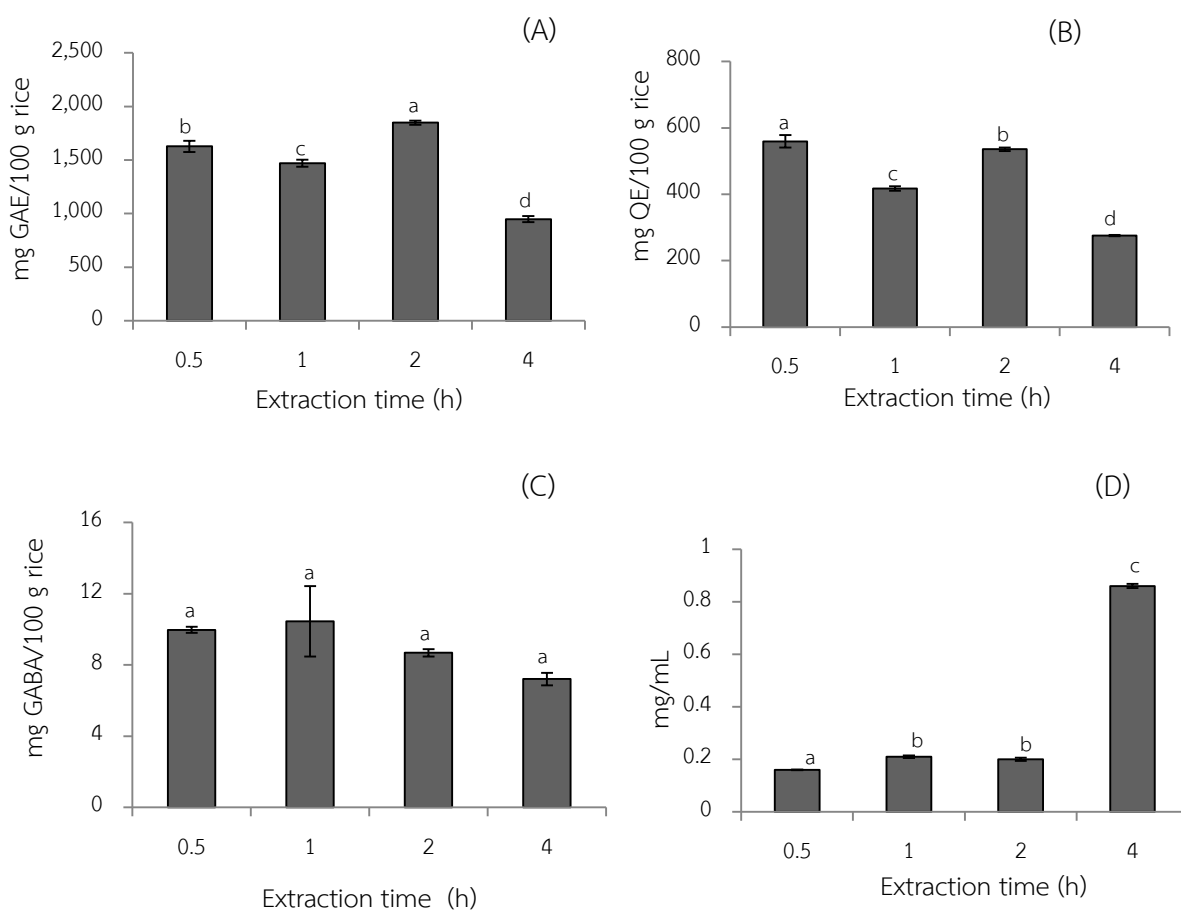 (A)
mg GAE/100 g rice
2,500
2,000
1,500
1,000
500
0
b
c
a
d
0.5 1 2 4
Extraction time (h)
(B)
mg QE/100 g rice
800
600
400
200
0
a
c
b
d
0.5 1 2 4
Extraction time (h)
(C)
mg GABA/100 g rice
16
12
8
4
0
a
a
a
a
0.5 1 2 4
Extraction time (h)
(D)
mg/mL
1
0.8
0.6
0.4
0.2
0
a
b
b
c
0.5 1 2 4
Extraction time (h)